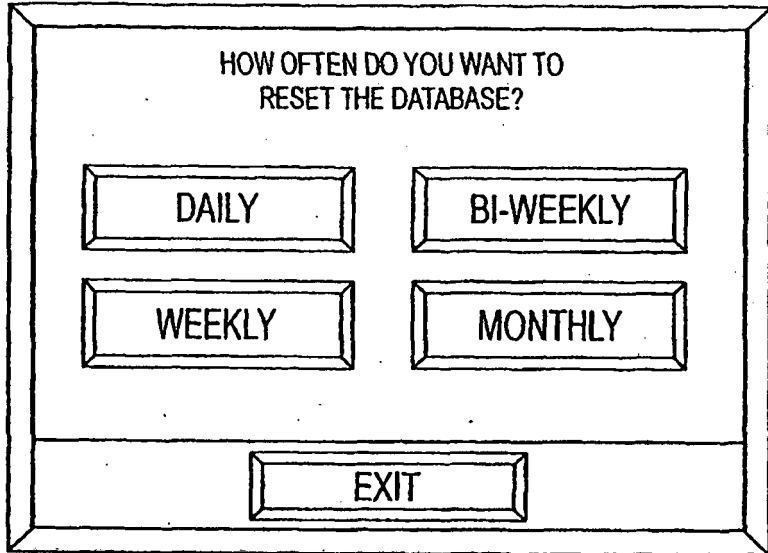 HOW OFTEN DO YOU WANT TO
RESET THE DATABASE?
DAILY
BI-WEEKLY
WEEKLY
MONTHLY
EXIT